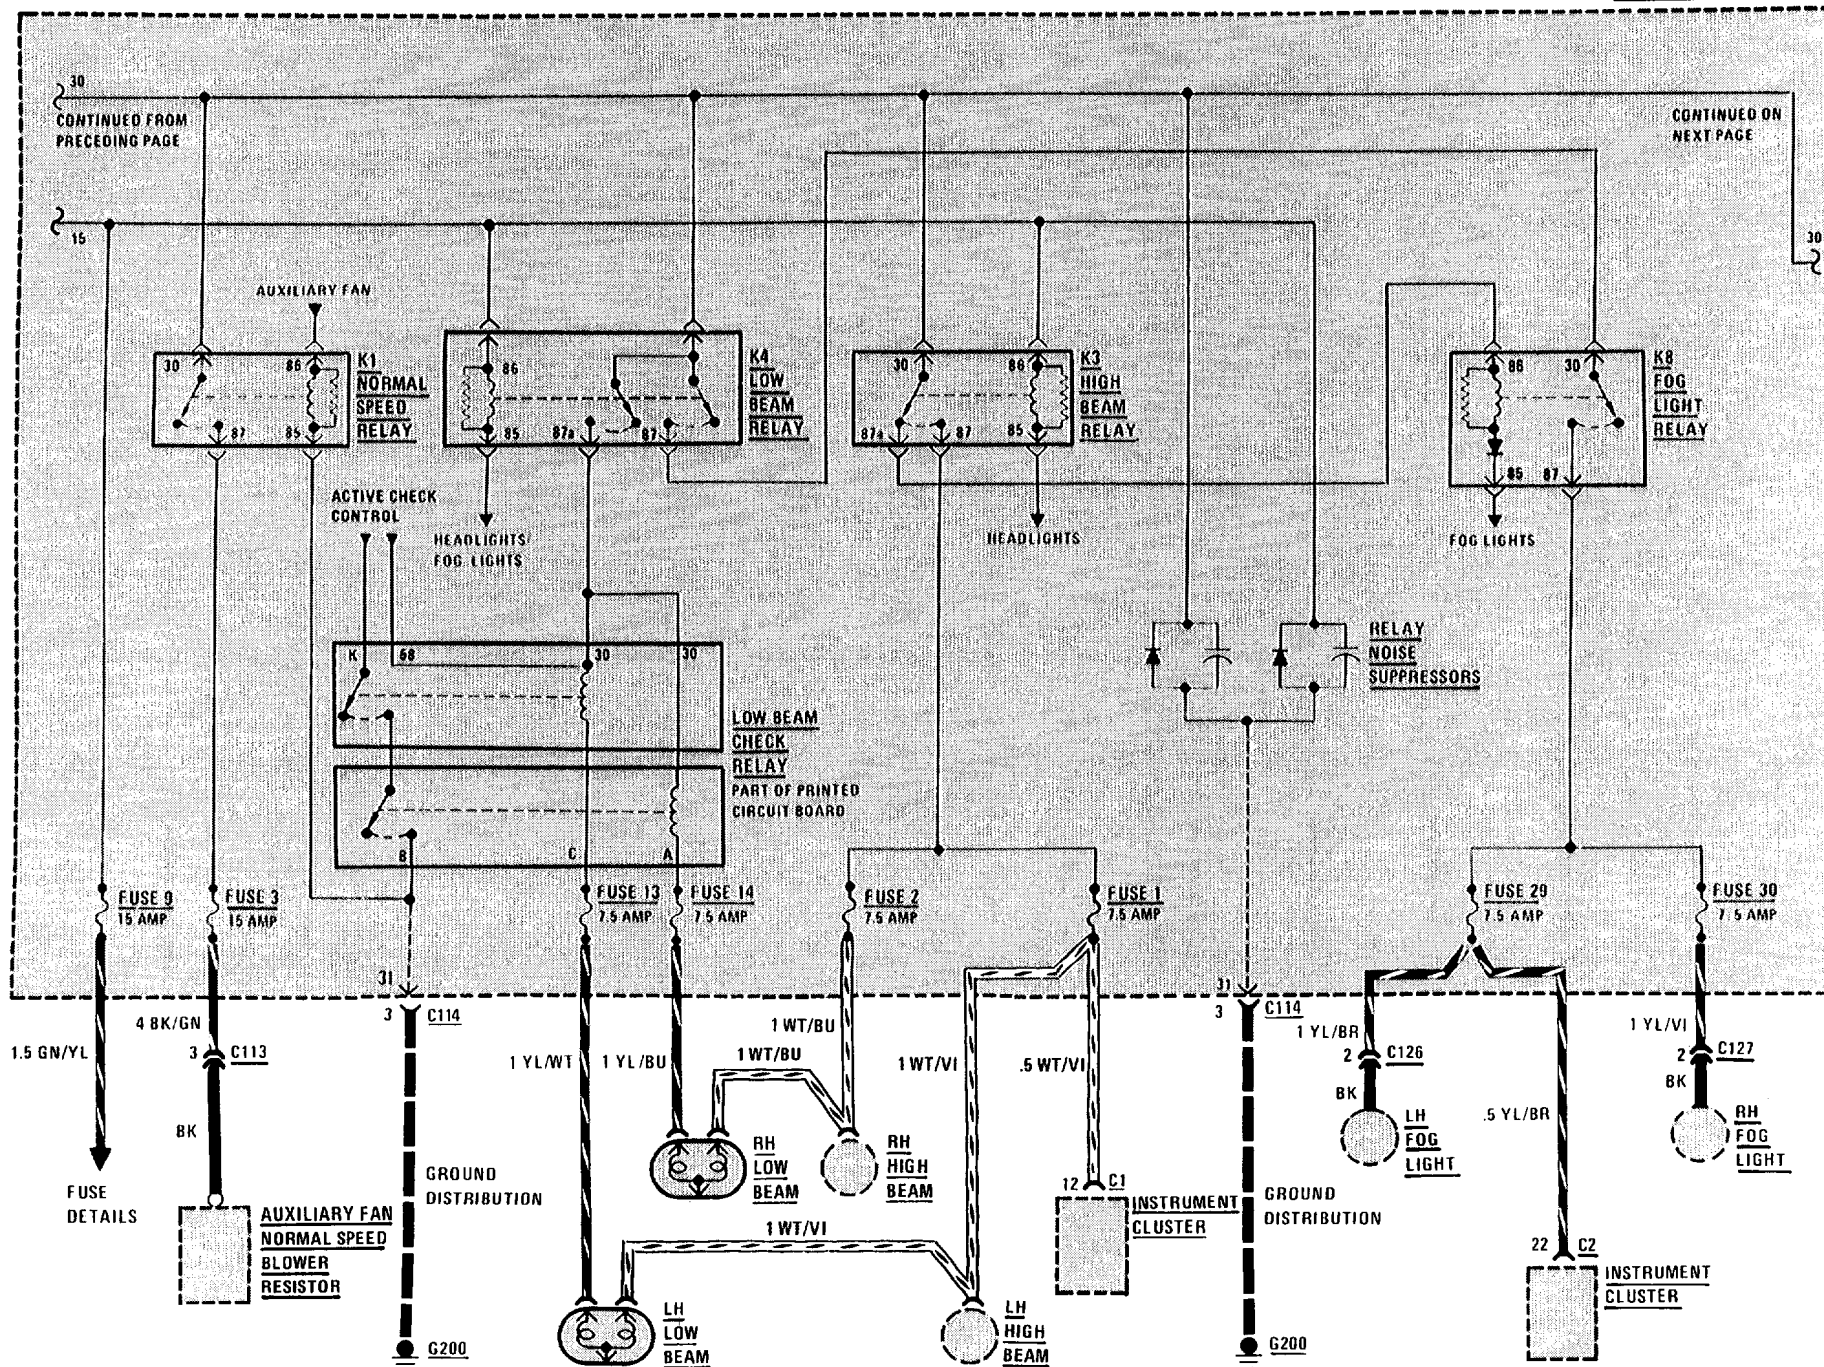 30
CONTINUED FROM
PRECEDING PAGE
CONTINUED ON
NEXT PAGE
15
30
AUXILIARY FAN
30
86
87
85
K1
NORMAL
SPEED
RELAY
86
85
87a
87
K4
LOW
BEAM
RELAY
30
86
87a
87
85
K3
HIGH
BEAM
RELAY
86
30
85
87
K8
FOG
LIGHT
RELAY
ACTIVE CHECK
CONTROL
HEADLIGHTS/
FOG LIGHTS
HEADLIGHTS
FOG LIGHTS
K
68
30
30
RELAY
NOISE
SUPPRESSORS
LOW BEAM
CHECK
RELAY
PART OF PRINTED
CIRCUIT BOARD
B
C
A
FUSE 9
15 AMP
FUSE 3
15 AMP
FUSE 13
7.5 AMP
FUSE 14
7.5 AMP
FUSE 2
7.5 AMP
FUSE 1
7.5 AMP
FUSE 29
7.5 AMP
FUSE 30
7.5 AMP
31
31
4 BK/GN
3
C114
1 WT/BU
3
C114
1 YL/BR
1 YL/VI
1.5 GN/YL
3
C113
1 YL/WT
1 YL/BU
1 WT/BU
1 WT/VI
.5 WT/VI
2
C126
2
C127
BK
BK
BK
.5 YL/BR
LH
FOG
LIGHT
RH
FOG
LIGHT
RH
LOW
BEAM
RH
HIGH
BEAM
FUSE
DETAILS
GROUND
DISTRIBUTION
12
C1
INSTRUMENT
CLUSTER
GROUND
DISTRIBUTION
AUXILIARY FAN
NORMAL SPEED
BLOWER
RESISTOR
1 WT/VI
22
C2
INSTRUMENT
CLUSTER
LH
LOW
BEAM
LH
HIGH
BEAM
G200
G200